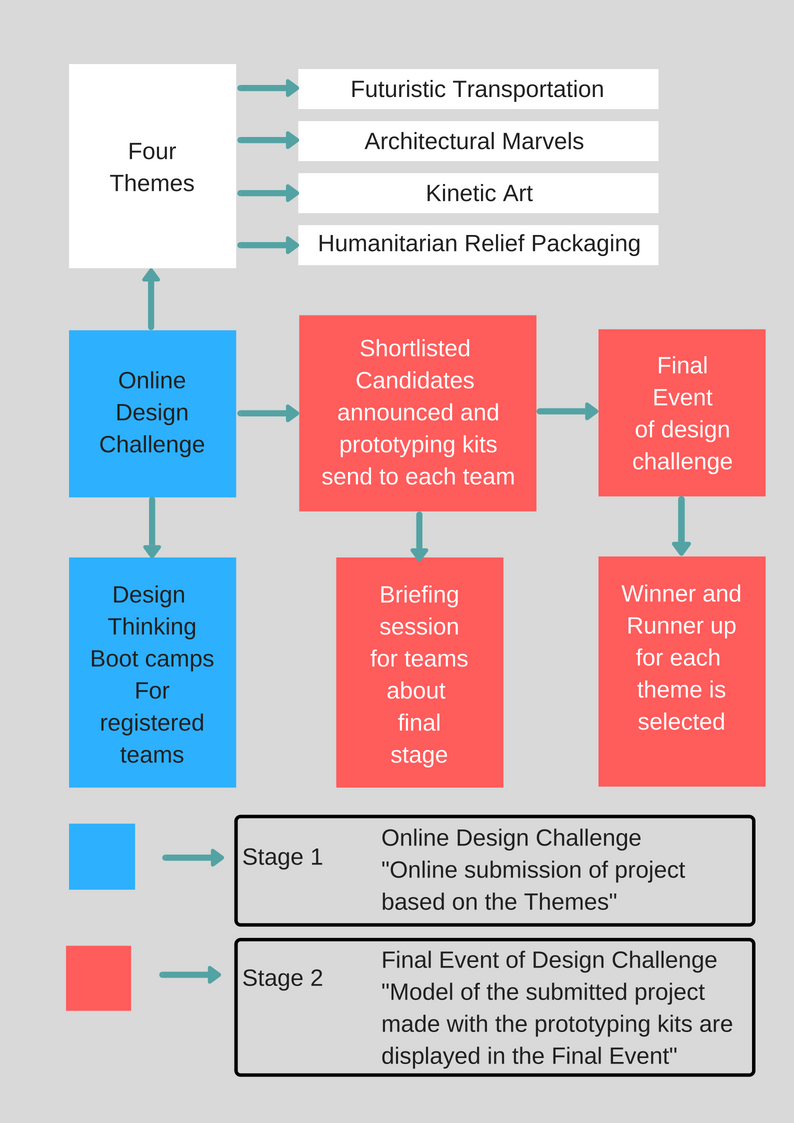 Four
Themes
Futuristic Transportation
Architectural Marvels
Kinetic Art
Humanitarian Relief Packaging
Online
Design
Challenge
Shortlisted
Candidates
announced and
prototyping kits
send to each team
Final
Event
of design
challenge
Design
Thinking
Boot camps
For
registered
teams
Briefing
session
for teams
about
final
stage
Winner and
Runner up
for each
theme is
selected
Stage 1
Online Design Challenge
"Online submission of project
based on the Themes"
Stage 2
Final Event of Design Challenge
"Model of the submitted project
made with the prototyping kits are
displayed in the Final Event"